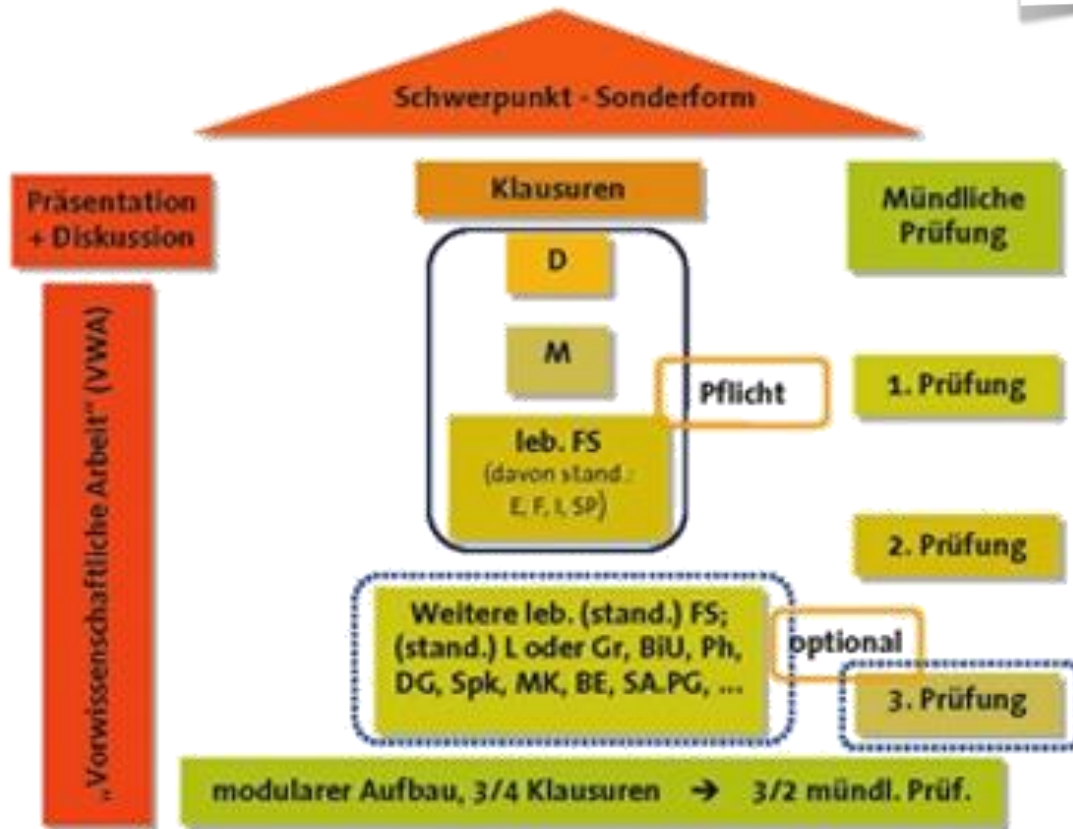 Schwerpunkt - Sonderform
Präsentation
+ Diskussion
„Vorwissenschaftliche Arbeit“ (VWA)
Klausuren
D
M
leb. FS
(davon stand.:
E, F, I, SP)
Pflicht
Weitere leb. (stand.) FS;
(stand.) L oder Gr, BiU, Ph,
DG, Spk, MK, BE, SA.PG, ...
optional
Mündliche
Prüfung
1. Prüfung
2. Prüfung
3. Prüfung
modularer Aufbau, 3/4 Klausuren → 3/2 mündl. Prüf.